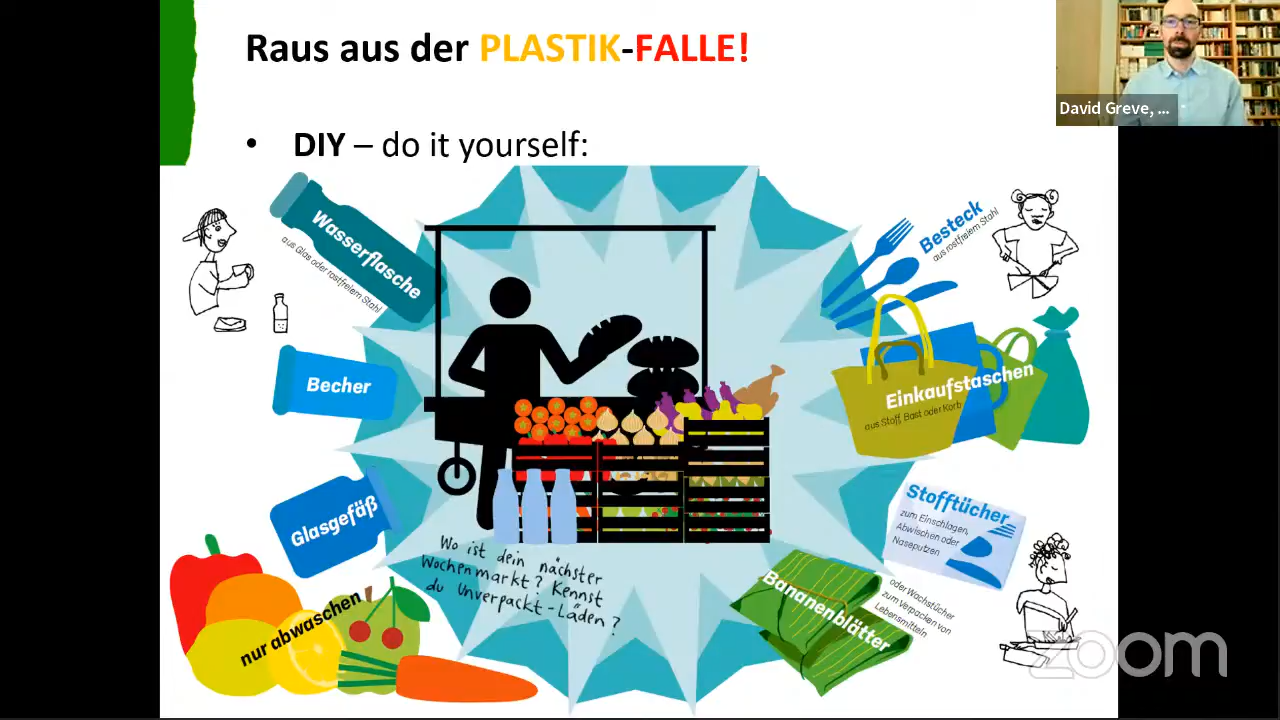 Raus aus der PLASTIK-FALLE!
David Greve, ...
• DIY – do it yourself:
Wasserflasche
aus Glas oder rostfreiem Stahl
Besteck
aus rostfreiem Stahl
Becher
Einkaufstaschen
aus Stoff, Bast oder Korb
Glasgefäß
Stofftücher
zum Einschlagen,
Abwischen oder
Naseputzen
Wo ist dein nächster
Wochenmarkt? Kennst
du Unverpackt-Läden?
Bananenblätter
oder Wachstücher
zum Verpacken von
Lebensmitteln
nur abwaschen
zoom